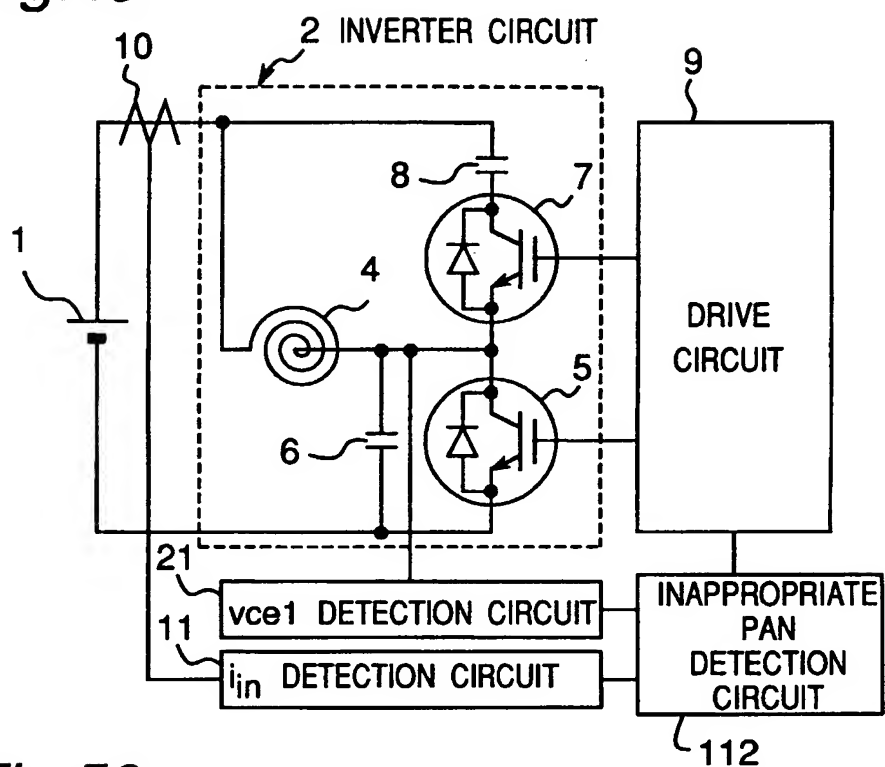 2 INVERTER CIRCUIT
10
9
8
7
1
4
DRIVE
CIRCUIT
5
6
21
vce1 DETECTION CIRCUIT
INAPPROPRIATE
PAN
DETECTION
CIRCUIT
11
iin DETECTION CIRCUIT
112